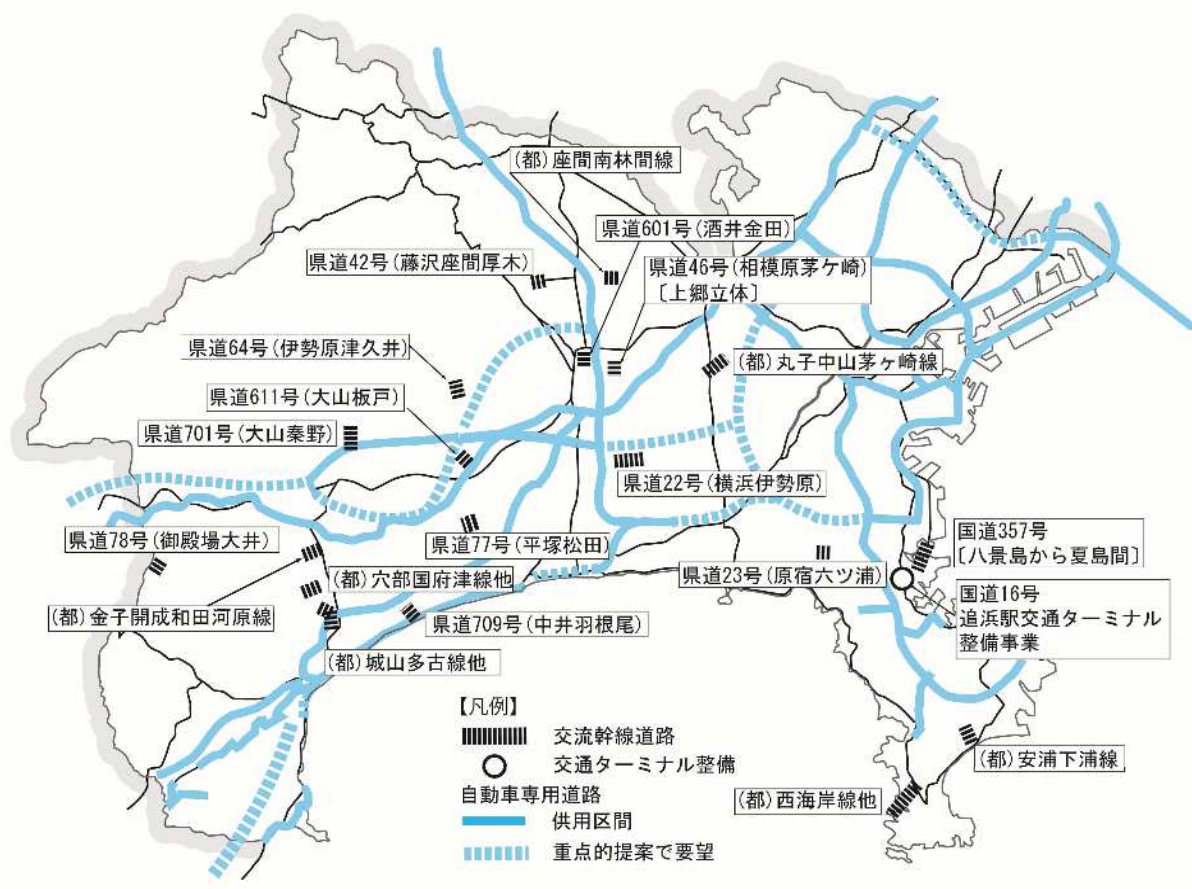 (都)座間南林間線
県道601号(酒井金田)
県道42号(藤沢座間厚木)
県道46号(相模原茅ケ崎)
〔上郷立体〕
県道64号(伊勢原津久井)
(都)丸子中山茅ヶ崎線
県道611号(大山板戸)
県道701号(大山秦野)
県道22号(横浜伊勢原)
県道78号(御殿場大井)
県道77号(平塚松田)
国道357号
〔八景島から夏島間〕
(都)穴部国府津線他
県道23号(原宿六ツ浦)
(都)金子開成和田河原線
県道709号(中井羽根尾)
国道16号
追浜駅交通ターミナル
整備事業
(都)城山多古線他
【凡例】
交流幹線道路
交通ターミナル整備
自動車専用道路
供用区間
重点的提案で要望
(都)安浦下浦線
(都)西海岸線他